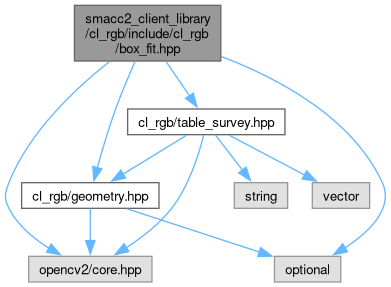 smacc2_client_library
/cl_rgb/include/cl_rgb
/box_fit.hpp
cl_rgb/table_survey.hpp
cl_rgb/geometry.hpp
string
vector
opencv2/core.hpp
optional